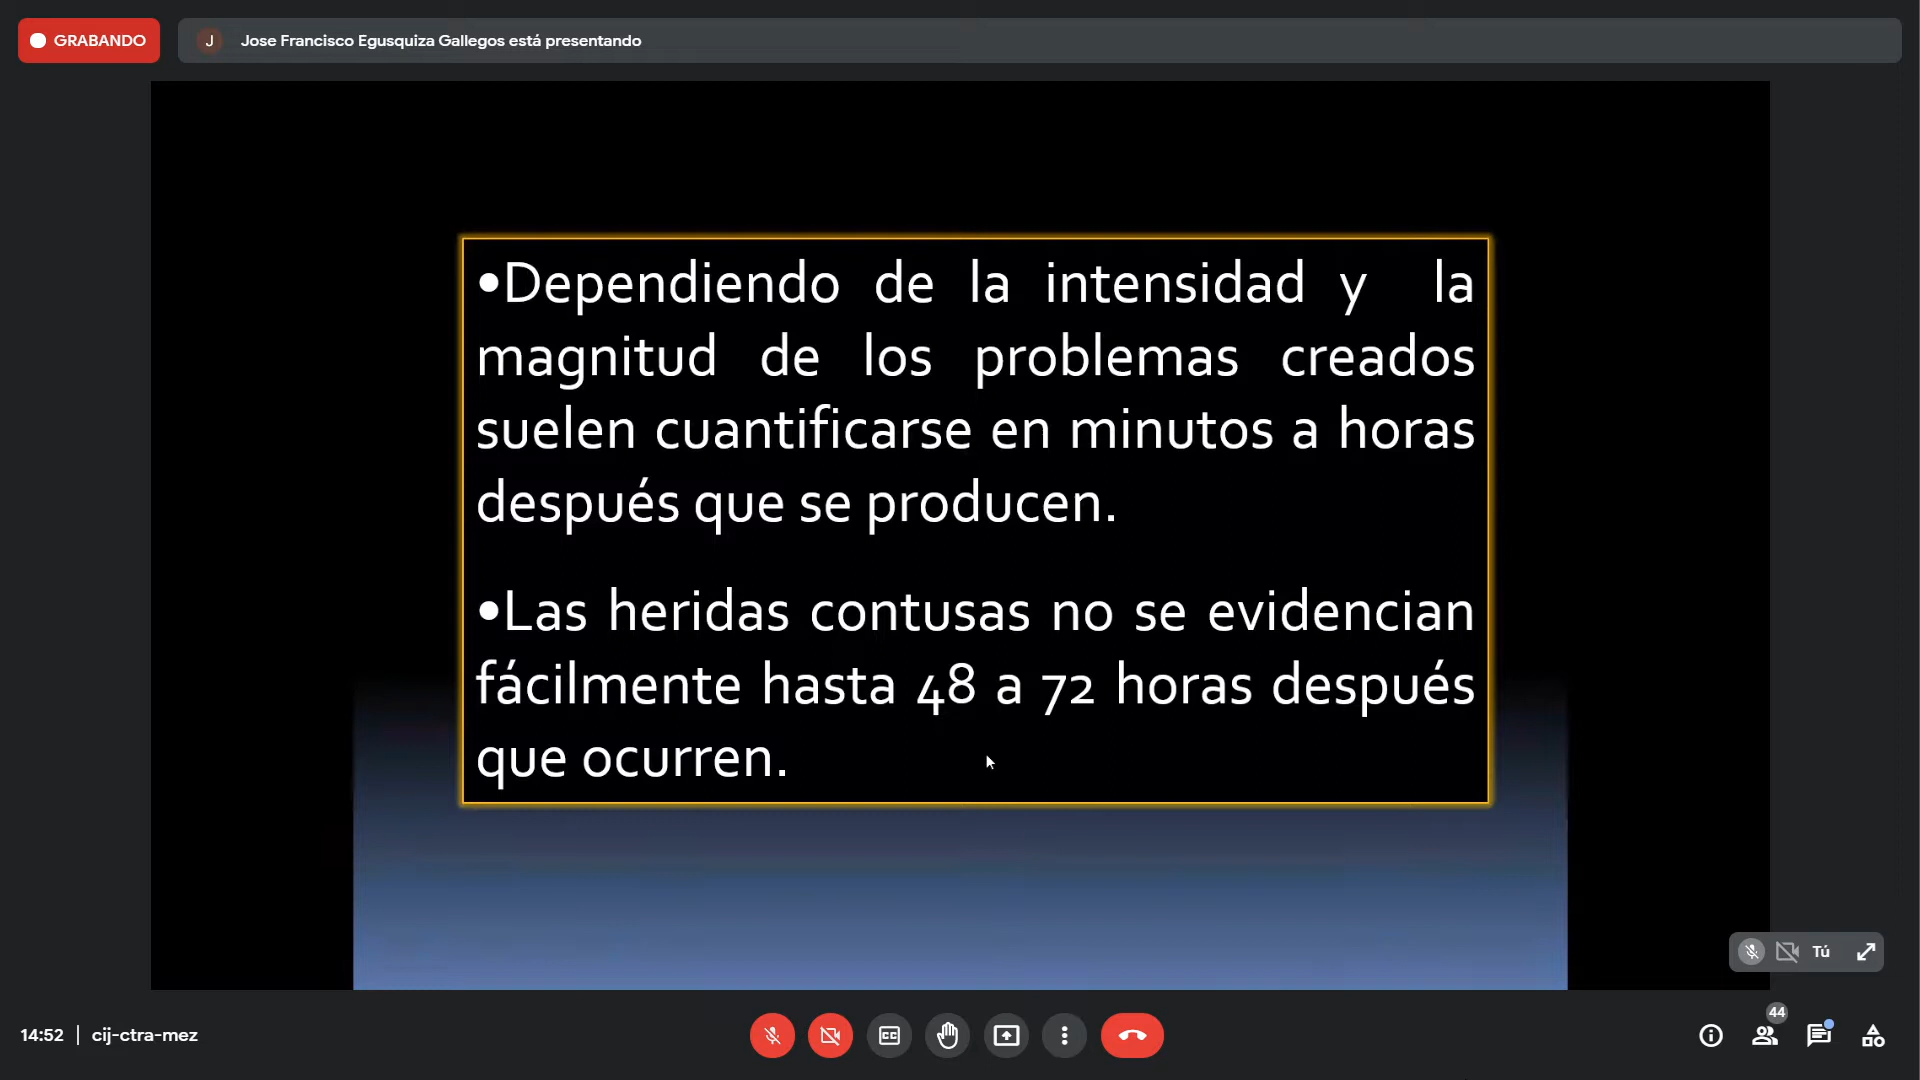 GRABANDO
J
Jose Francisco Egusquiza Gallegos está presentando
•Dependiendo de la intensidad y la
magnitud de los problemas creados
suelen cuantificarse en minutos a horas
después que se producen.
•Las heridas contusas no se evidencian
fácilmente hasta 48 a 72 horas después
que ocurren.
Tú
14:52 | cij-ctra-mez
CC
44